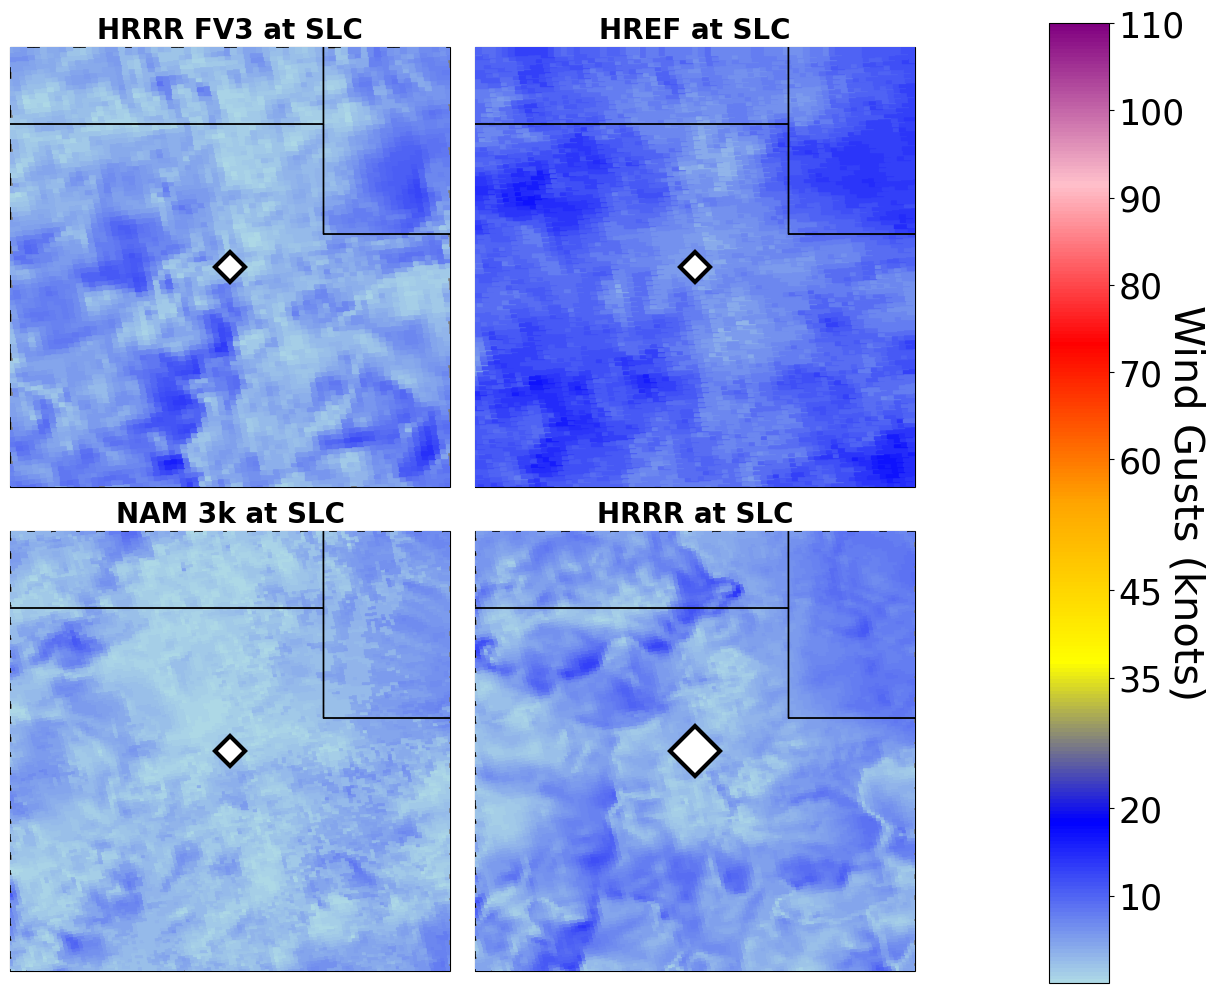 HRRR FV3 at SLC
HREF at SLC
NAM 3k at SLC
HRRR at SLC
110
100
90
80
70
60
45
35
20
10
Wind Gusts (knots)